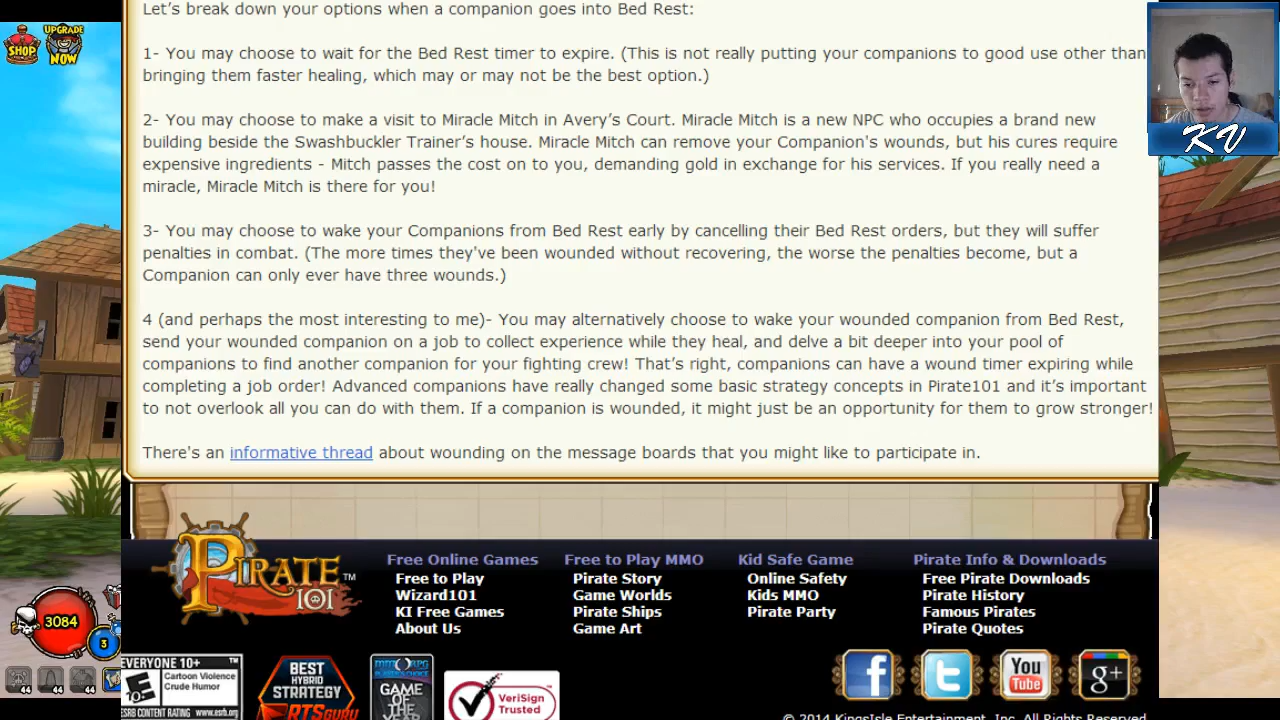 Let's break down your options when a companion goes into Bed Rest:
SHOP
UPGRADE
NOW
1- You may choose to wait for the Bed Rest timer to expire. (This is not really putting your companions to good use other than
bringing them faster healing, which may or may not be the best option.)
KV
2- You may choose to make a visit to Miracle Mitch in Avery's Court. Miracle Mitch is a new NPC who occupies a brand new
building beside the Swashbuckler Trainer's house. Miracle Mitch can remove your Companion's wounds, but his cures require
expensive ingredients - Mitch passes the cost on to you, demanding gold in exchange for his services. If you really need a
miracle, Miracle Mitch is there for you!
3- You may choose to wake your Companions from Bed Rest early by cancelling their Bed Rest orders, but they will suffer
penalties in combat. (The more times they've been wounded without recovering, the worse the penalties become, but a
Companion can only ever have three wounds.)
4 (and perhaps the most interesting to me)- You may alternatively choose to wake your wounded companion from Bed Rest,
send your wounded companion on a job to collect experience while they heal, and delve a bit deeper into your pool of
companions to find another companion for your fighting crew! That's right, companions can have a wound timer expiring while
completing a job order! Advanced companions have really changed some basic strategy concepts in Pirate101 and it's important
to not overlook all you can do with them. If a companion is wounded, it might just be an opportunity for them to grow stronger!
There's an informative thread about wounding on the message boards that you might like to participate in.
PIRATE 101 TM
Free Online Games Free to Play MMO Kid Safe Game Pirate Info & Downloads
Free to Play Pirate Story Online Safety Free Pirate Downloads
Wizard101 Game Worlds Kids MMO Pirate History
KI Free Games Pirate Ships Pirate Party Famous Pirates
About Us Game Art Pirate Quotes
3084
3
44 44 44
EVERYONE 10+ TM
Cartoon Violence
Crude Humor
E 10+
ESRB CONTENT RATING www.esrb.org
BEST
HYBRID
STRATEGY
RTSGURU
GAME
OF THE
YEAR
VeriSign
Trusted
f t You Tube g+
© 2014 KingsIsle Entertainment, Inc. All Rights Reserved